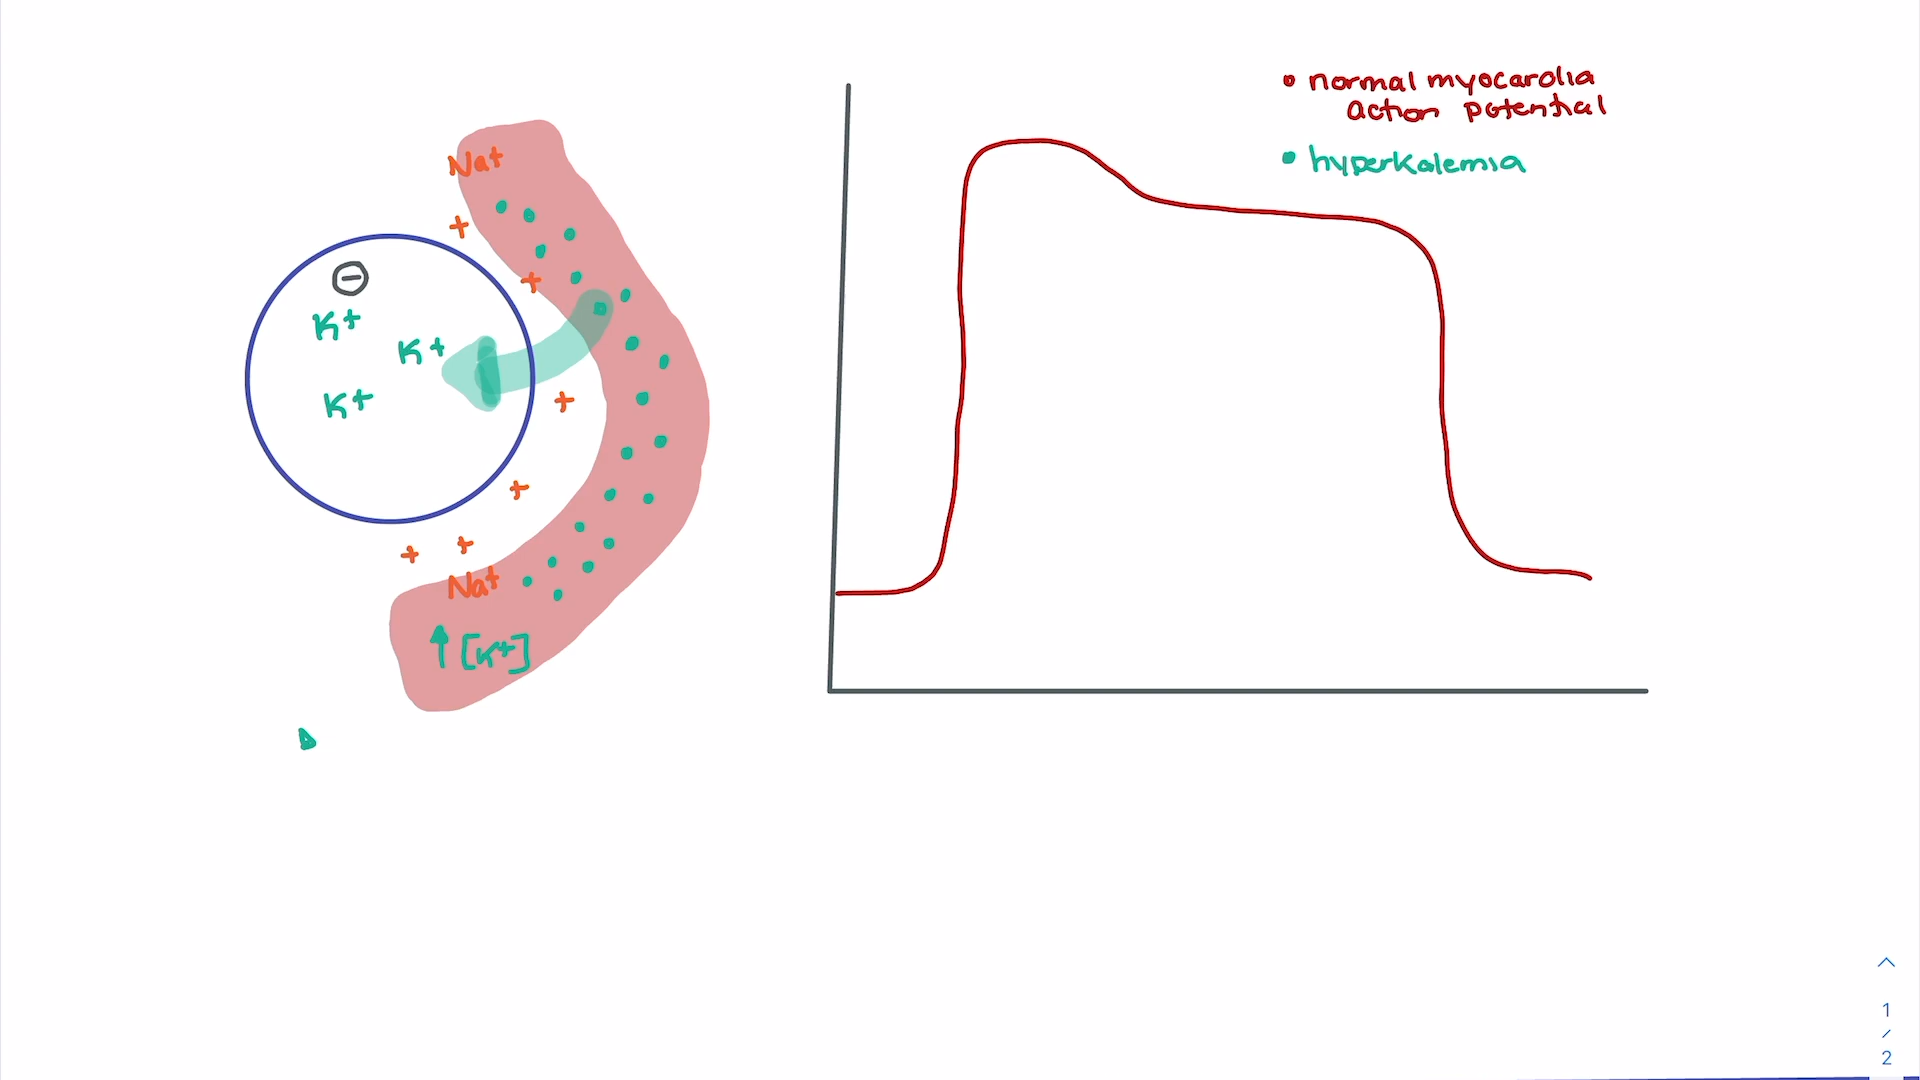 • normal myocardia
action potential
• hyperkalemia
Na+
+
+
⊖
K+
K+
K+
+
+
+ +
Na+
↑ [K+]
1
/
2